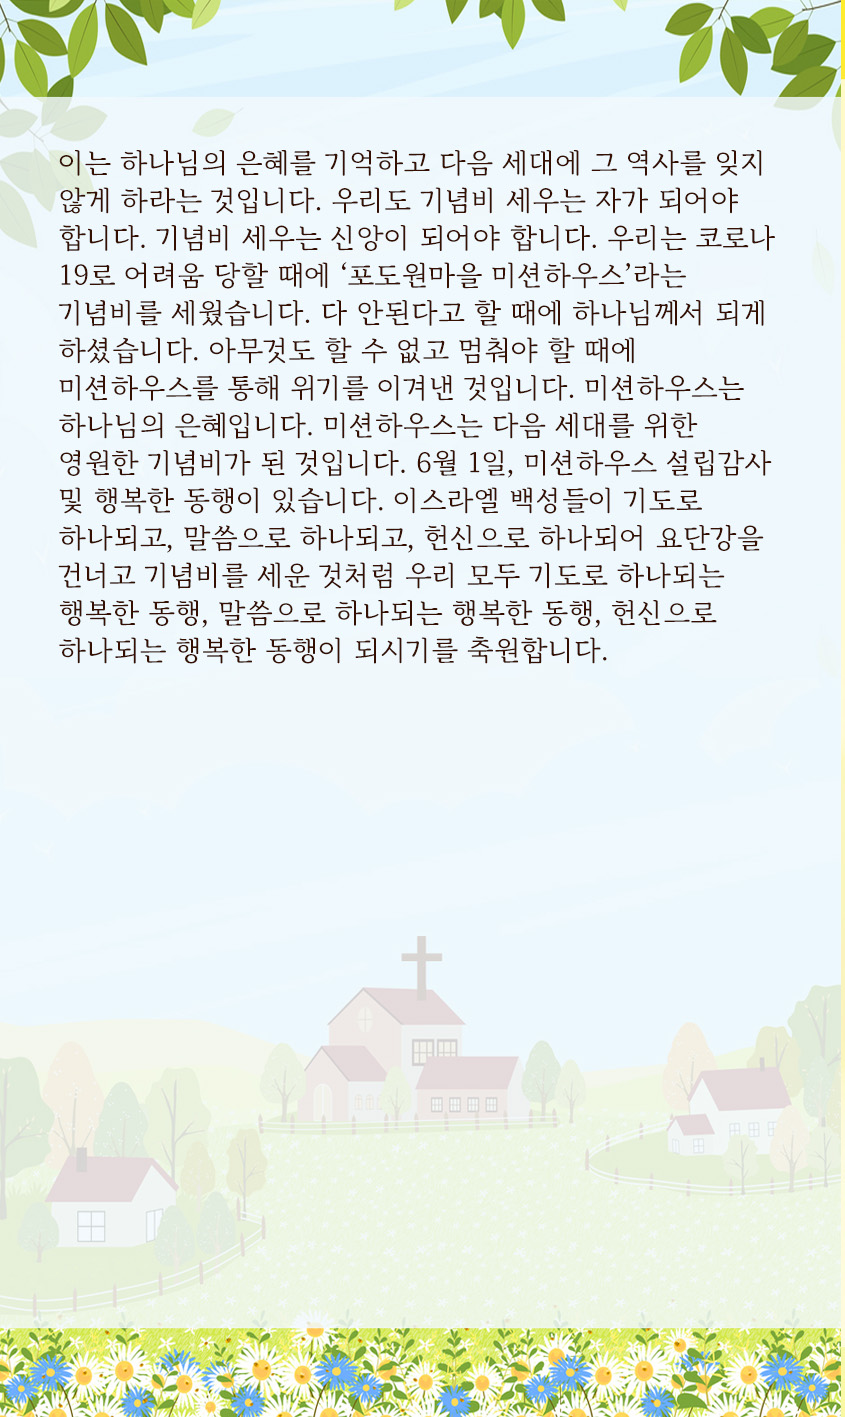 이는 하나님의 은혜를 기억하고 다음 세대에 그 역사를 잊지
않게 하라는 것입니다. 우리도 기념비 세우는 자가 되어야
합니다. 기념비 세우는 신앙이 되어야 합니다. 우리는 코로나
19로 어려움 당할 때에 ‘포도원마을 미션하우스’라는
기념비를 세웠습니다. 다 안된다고 할 때에 하나님께서 되게
하셨습니다. 아무것도 할 수 없고 멈춰야 할 때에
미션하우스를 통해 위기를 이겨낸 것입니다. 미션하우스는
하나님의 은혜입니다. 미션하우스는 다음 세대를 위한
영원한 기념비가 된 것입니다. 6월 1일, 미션하우스 설립감사
및 행복한 동행이 있습니다. 이스라엘 백성들이 기도로
하나되고, 말씀으로 하나되고, 헌신으로 하나되어 요단강을
건너고 기념비를 세운 것처럼 우리 모두 기도로 하나되는
행복한 동행, 말씀으로 하나되는 행복한 동행, 헌신으로
하나되는 행복한 동행이 되시기를 축원합니다.